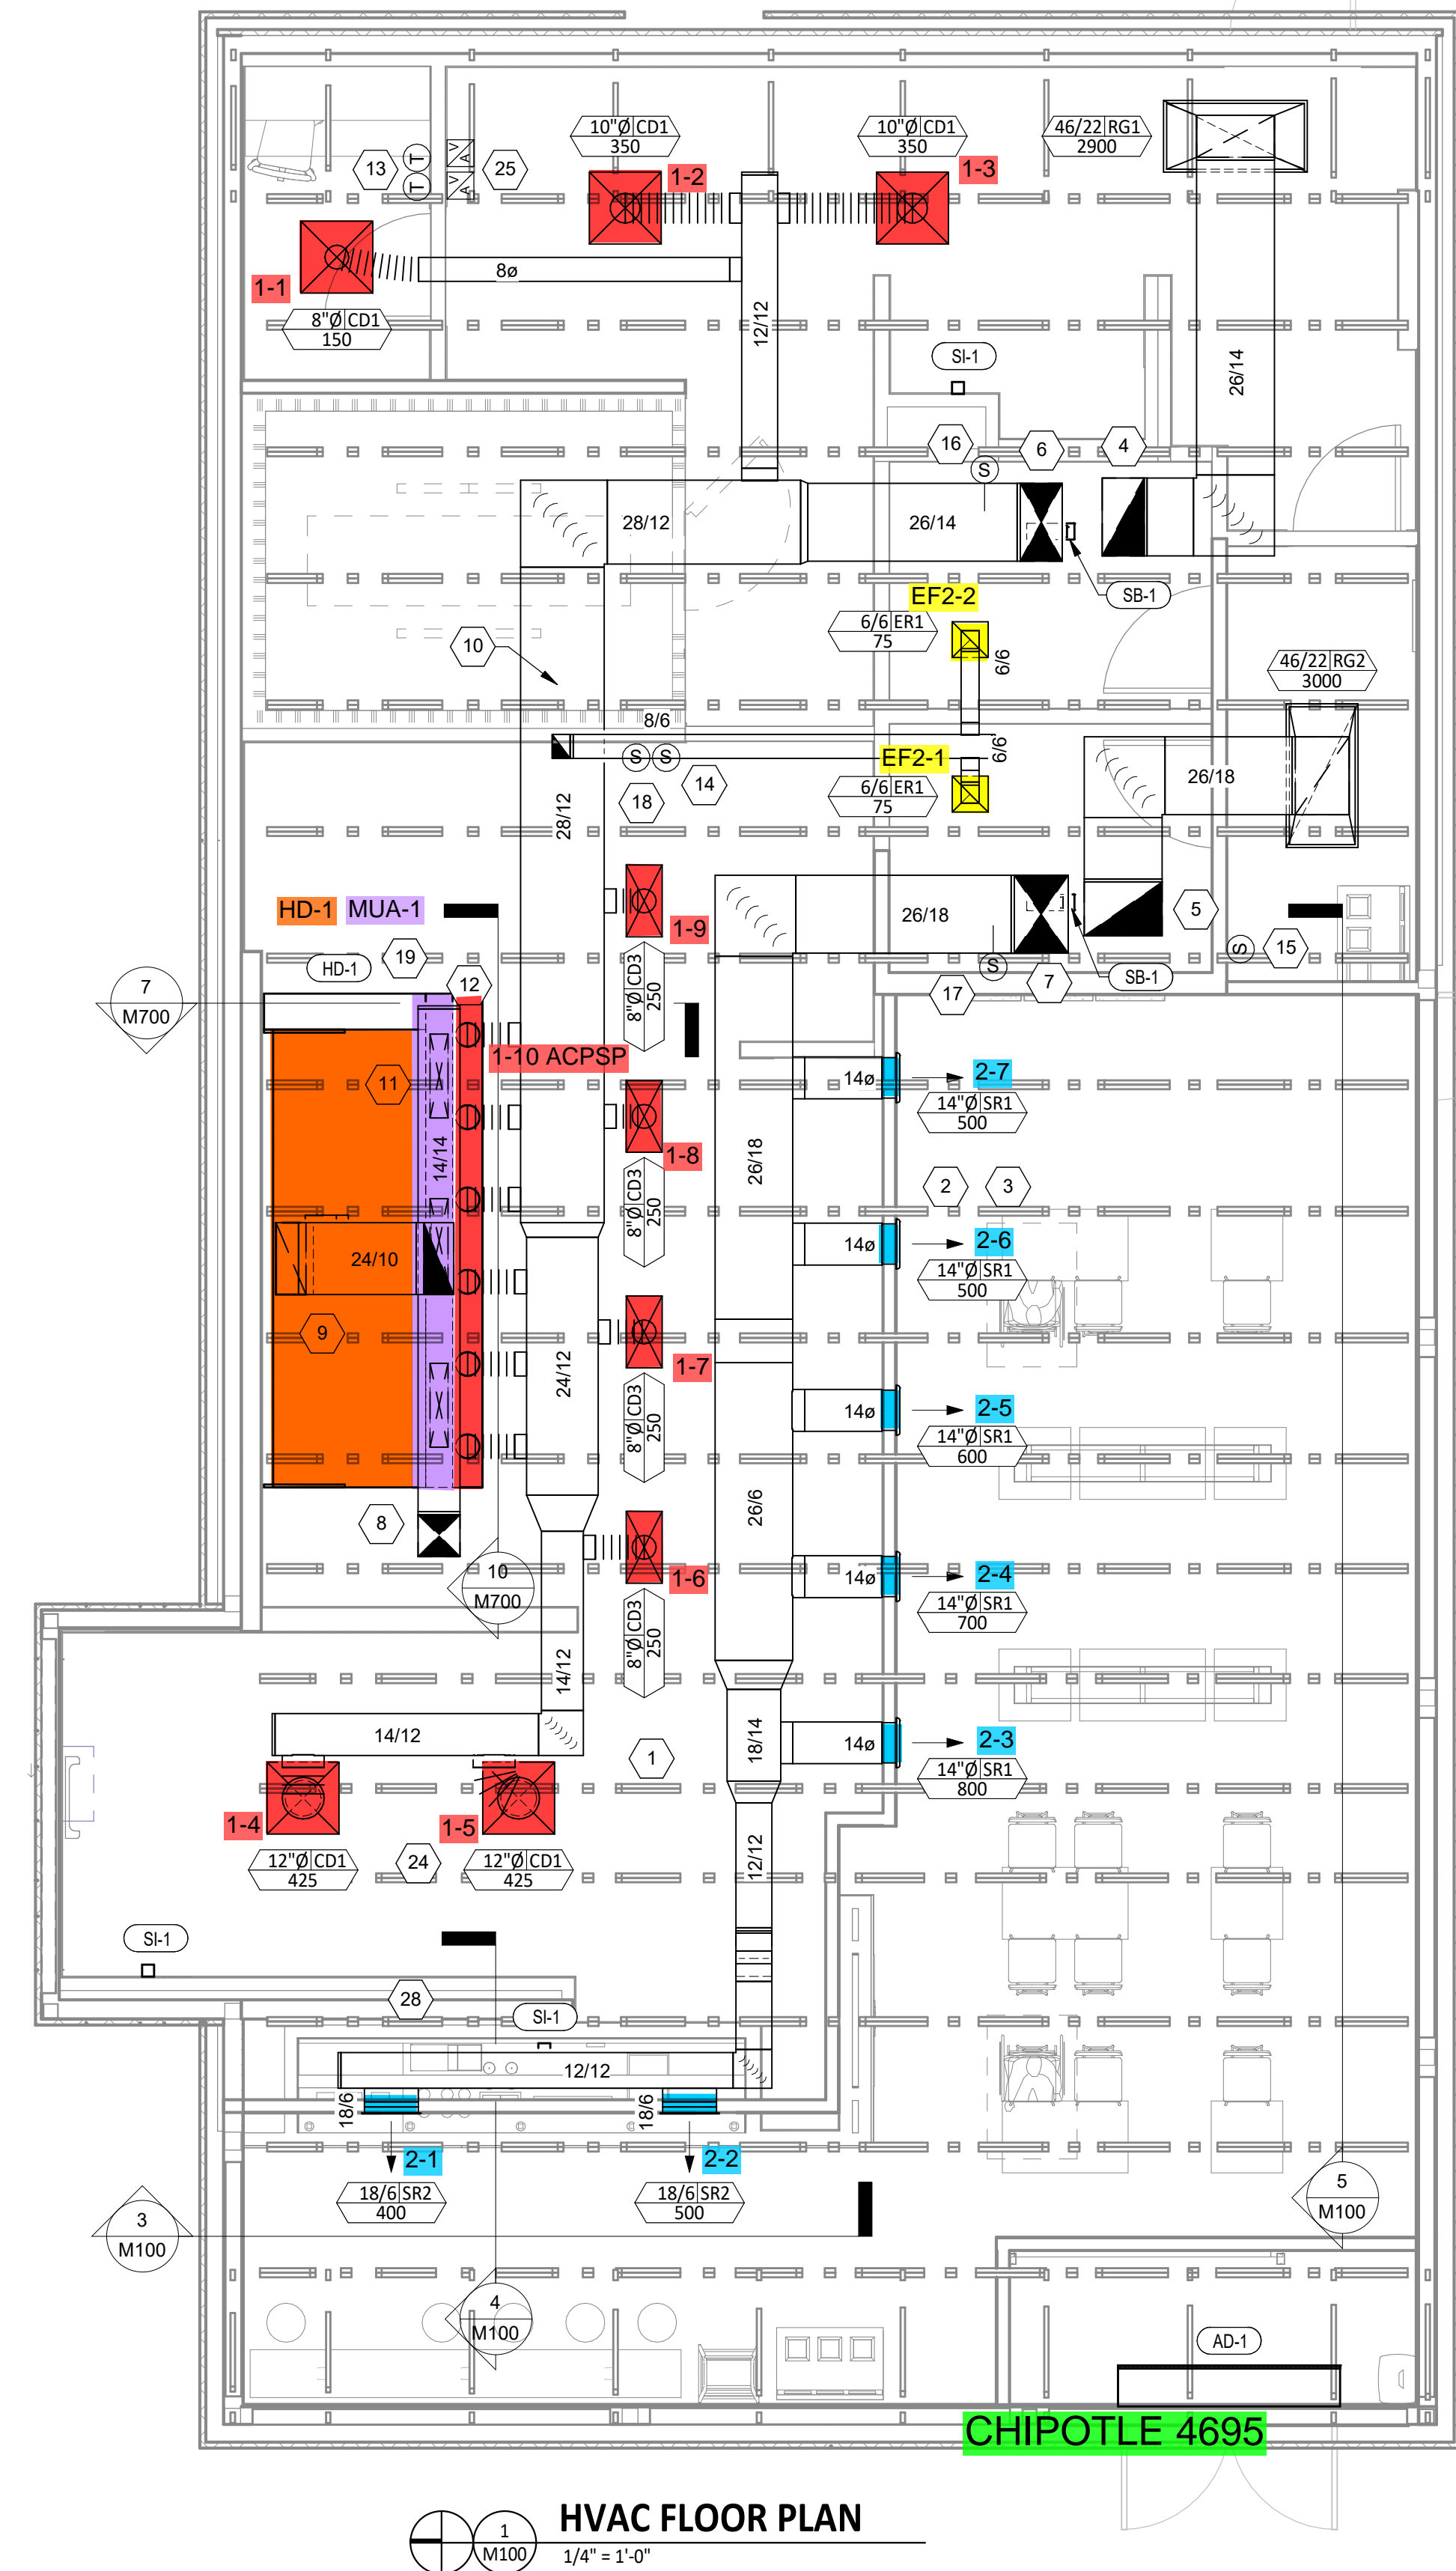 10"Ø CD1
350
10"Ø CD1
350
46/22 RG1
2900
13
T
T
V
A
V
A
25
1-2
1-3
1-1
8ø
8"Ø CD1
150
12/12
SI-1
26/14
16
6
4
S
28/12
26/14
SB-1
EF2-2
6/6 ER1
75
6/6
10
46/22 RG2
3000
8/6
S
S
14
18
EF2-1
6/6
6/6 ER1
75
26/18
28/12
HD-1
MUA-1
1-9
26/18
5
19
HD-1
12
S
15
7
M700
8"Ø CD3
250
S
17
7
SB-1
1-10 ACPSP
11
14/14
14ø
2-7
14"Ø SR1
500
1-8
26/18
2
3
8"Ø CD3
250
24/10
14ø
2-6
14"Ø SR1
500
9
24/12
1-7
8"Ø CD3
250
14ø
2-5
14"Ø SR1
600
26/6
8
10
M700
1-6
14ø
2-4
14"Ø SR1
700
8"Ø CD3
250
14/12
14/12
1
18/14
14ø
2-3
14"Ø SR1
800
1-4
1-5
12"Ø CD1
425
24
12"Ø CD1
425
12/12
SI-1
28
SI-1
12/12
18/6
18/6
2-1
2-2
18/6 SR2
400
18/6 SR2
500
5
M100
3
M100
4
M100
AD-1
CHIPOTLE 4695
1
M100
HVAC FLOOR PLAN
1/4" = 1'-0"